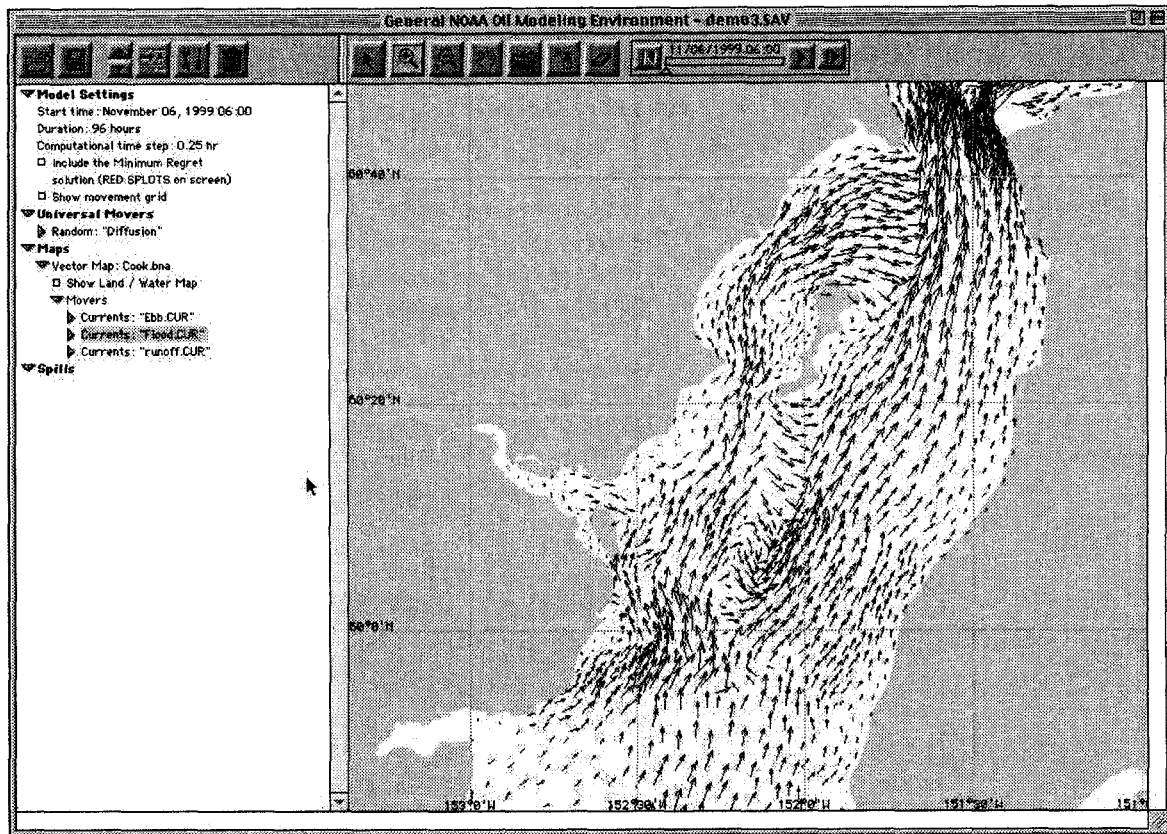 General NOAA Oil Modeling Environment - demo3.SAV
11/06/1999 06:00
Model Settings
Start time: November 06, 1999 06:00
Duration: 96 hours
Computational time step: 0.25 hr
Include the Minimum Regret
solution (RED SPLOTS on screen)
Show movement grid
Universal Movers
Random: "Diffusion"
Maps
Vector Map: Cook.bna
Show Land / Water Map
Movers
Currents: "Ebb.CUR"
Currents: "Flood.CUR"
Currents: "runoff.CUR"
Spills
60°40'N
60°20'N
60°0'N
153°0'W
152°30'W
152°0'W
151°30'W